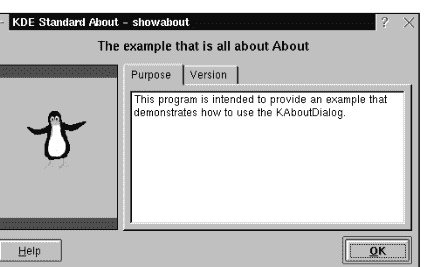 KDE Standard About - showabout ?
The example that is all about About
Purpose Version
This program is intended to provide an example that
demonstrates how to use the KAboutDialog.
Help OK